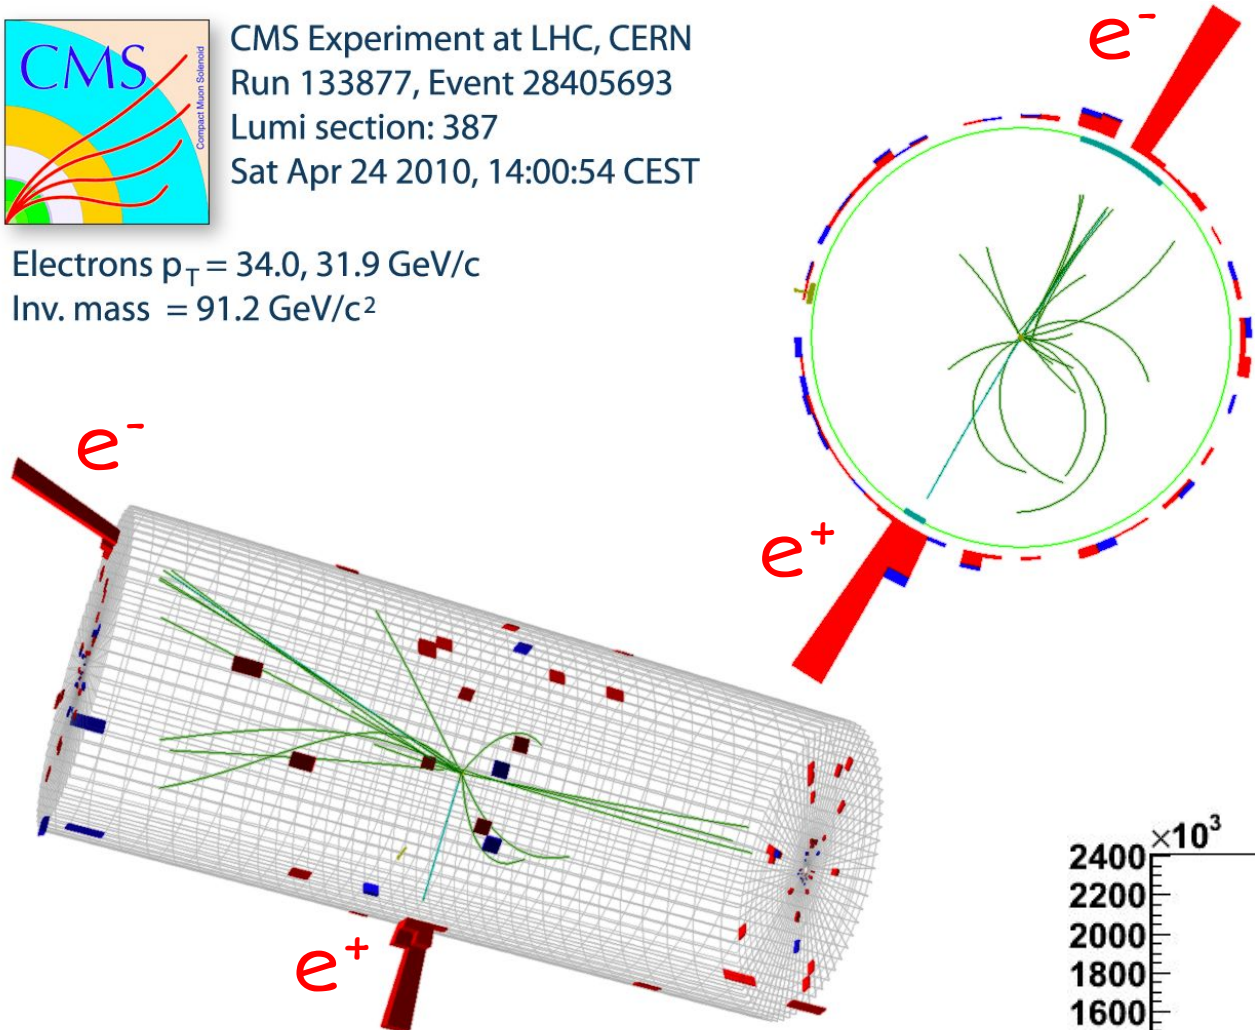 CMS
Compact Muon Solenoid
CMS Experiment at LHC, CERN
Run 133877, Event 28405693
Lumi section: 387
Sat Apr 24 2010, 14:00:54 CEST
Electrons pT = 34.0, 31.9 GeV/c
Inv. mass = 91.2 GeV/c²
e⁻
e⁺
e⁻
e⁺
×10³
2400
2200
2000
1800
1600